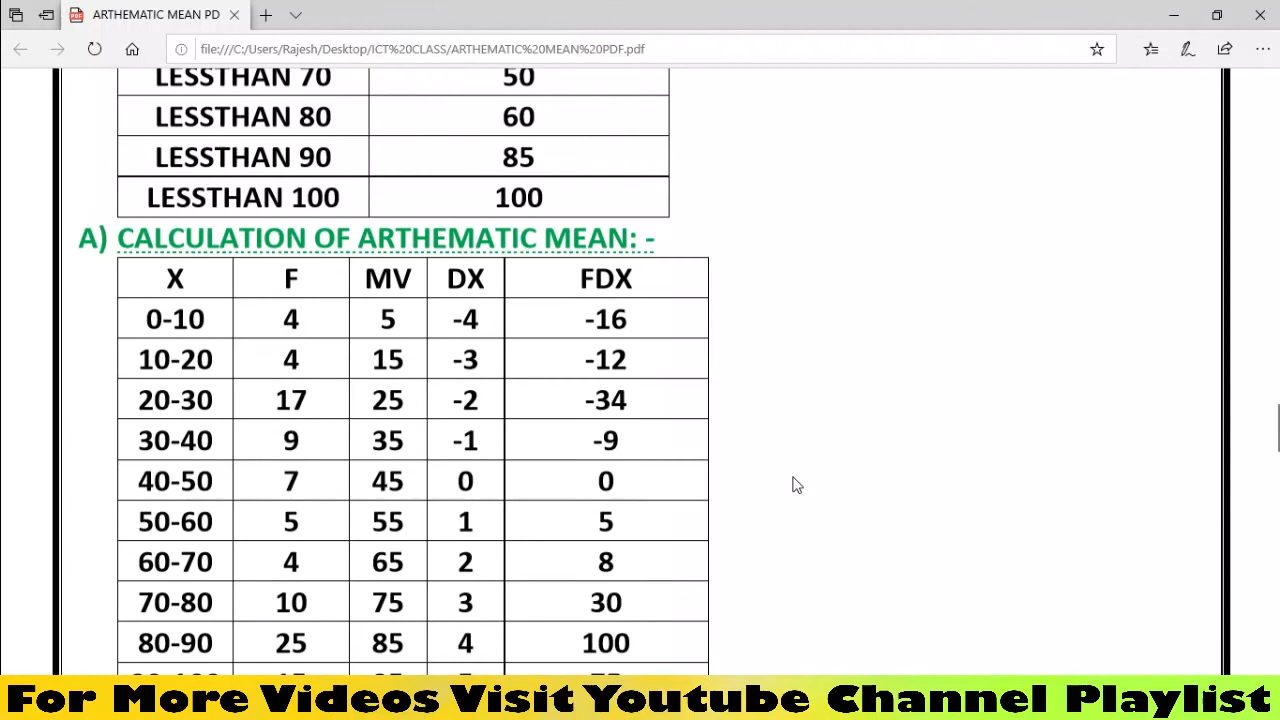 ARTHEMATIC MEAN PD
file:///C:/Users/Rajesh/Desktop/ICT%20CLASS/ARTHEMATIC%20MEAN%20PDF.pdf
LESSTHAN 70 50
LESSTHAN 80 60
LESSTHAN 90 85
LESSTHAN 100 100
A) CALCULATION OF ARTHEMATIC MEAN: -
X F MV DX FDX
0-10 4 5 -4 -16
10-20 4 15 -3 -12
20-30 17 25 -2 -34
30-40 9 35 -1 -9
40-50 7 45 0 0
50-60 5 55 1 5
60-70 4 65 2 8
70-80 10 75 3 30
80-90 25 85 4 100
For More Videos Visit Youtube Channel Playlist